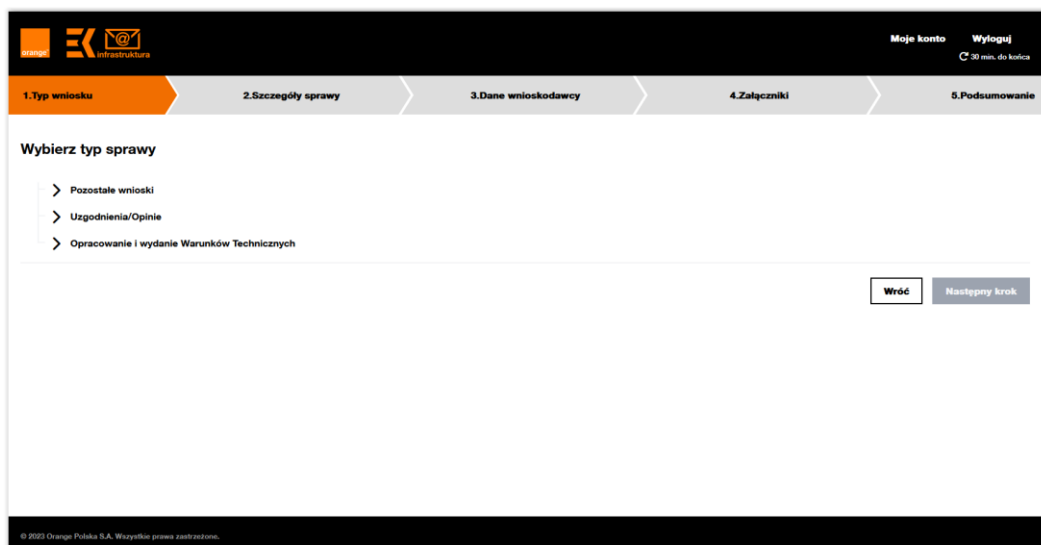 orange
EK @ infrastruktura
Moje konto Wyloguj
30 min. do końca
1.Typ wniosku 2.Szczegóły sprawy 3.Dane wnioskodawcy 4.Załączniki 5.Podsumowanie
Wybierz typ sprawy
Pozostałe wnioski
Uzgodnienia/Opinie
Opracowanie i wydanie Warunków Technicznych
Wróć Następny krok
© 2023 Orange Polska S.A. Wszystkie prawa zastrzeżone.